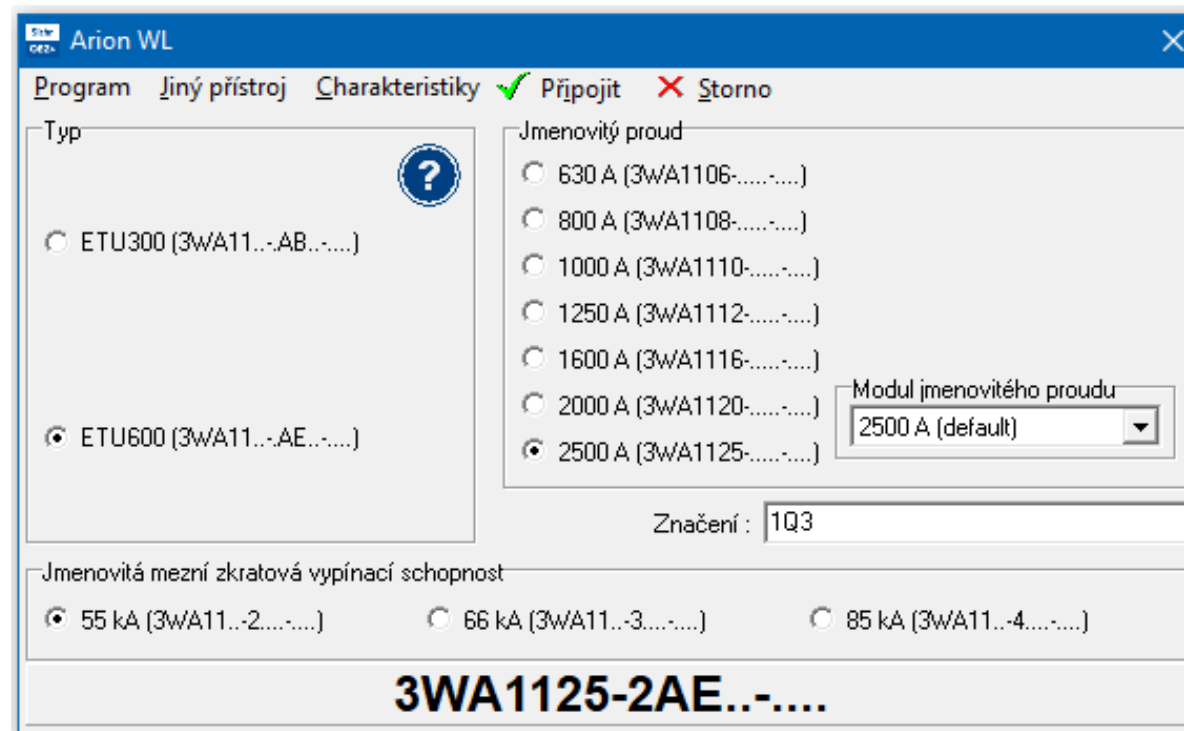 Arion WL
Program Jiný přístroj Charakteristiky Připojit Storno
Typ
?
ETU300 (3WA11..-.AB..-....)
ETU600 (3WA11..-.AE..-....)
Jmenovitý proud
630 A (3WA1106-.....-....)
800 A (3WA1108-.....-....)
1000 A (3WA1110-.....-....)
1250 A (3WA1112-.....-....)
1600 A (3WA1116-.....-....)
2000 A (3WA1120-.....-....)
2500 A (3WA1125-.....-....)
Modul jmenovitého proudu
2500 A (default)
Značení : 1Q3
Jmenovitá mezní zkratová vypínací schopnost
55 kA (3WA11..-2....-....) 66 kA (3WA11..-3....-....) 85 kA (3WA11..-4....-....)
3WA1125-2AE..-....